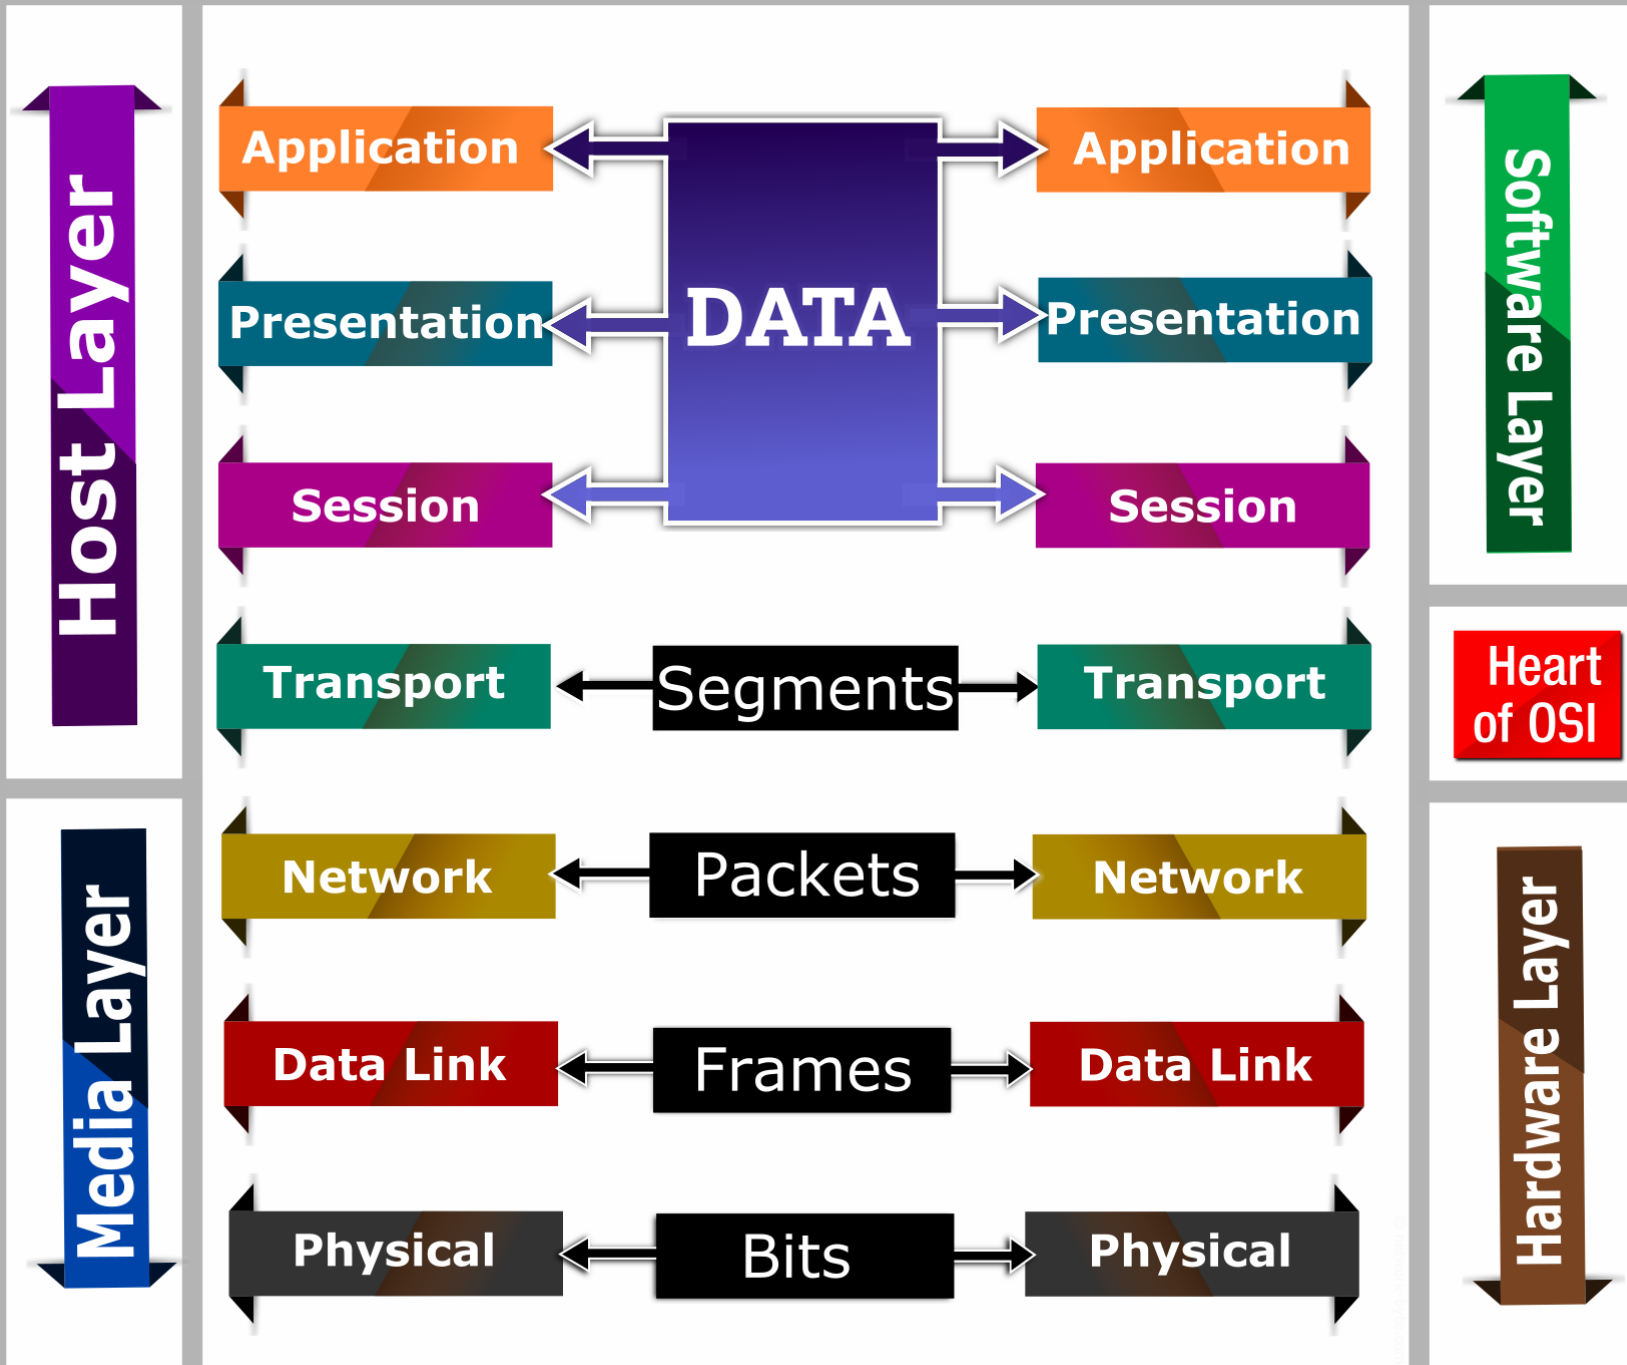 Host Layer
Media Layer
Application
Application
Presentation
DATA
Presentation
Session
Session
Transport
Segments
Transport
Network
Packets
Network
Data Link
Frames
Data Link
Physical
Bits
Physical
Software Layer
Heart
of OSI
Hardware Layer